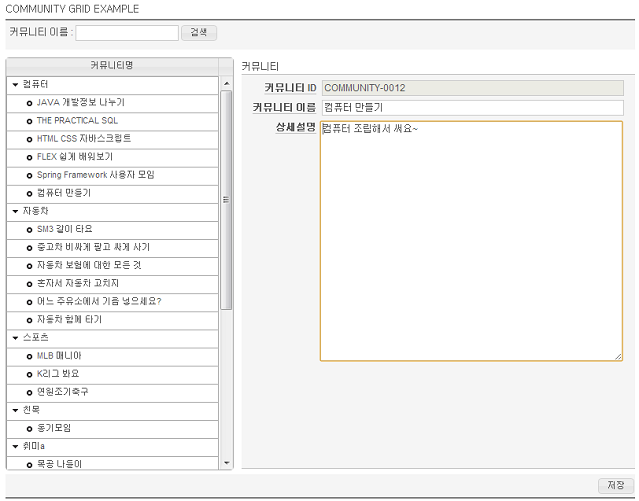 COMMUNITY GRID EXAMPLE
커뮤니티 이름 : 검색
커뮤니티명
컴퓨터
JAVA 개발정보 나누기
THE PRACTICAL SQL
HTML CSS 자바스크립트
FLEX 쉽게 배워보기
Spring Framework 사용자 모임
컴퓨터 만들기
자동차
SM3 같이 타요
중고차 비싸게 팔고 싸게 사기
자동차 보험에 대한 모든 것
혼자서 자동차 고치지
어느 주유소에서 기름 넣으세요?
자동차 함께 타기
스포츠
MLB 매니아
K리그 봐요
연원조기축구
친목
동기모임
취미a
목공 나들이
커뮤니티
커뮤니티 ID COMMUNITY-0012
커뮤니티 이름 컴퓨터 만들기
상세설명 컴퓨터 조립해서 써요~
저장